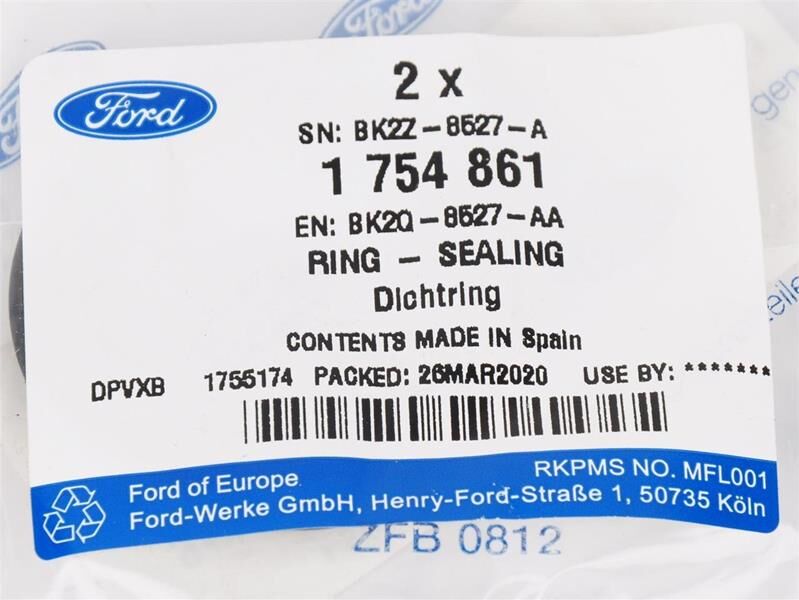 Ford
2 x
SN: BK2Z-8527-A
1 754 861
EN: BK2Q-8527-AA
RING - SEALING
Dichtring
CONTENTS MADE IN Spain
DPVXB 1755174 PACKED: 26MAR2020 USE BY: *******
RKPMS NO. MFL001
Ford of Europe
Ford-Werke GmbH, Henry-Ford-Straße 1, 50735 Köln
ZFB 0812